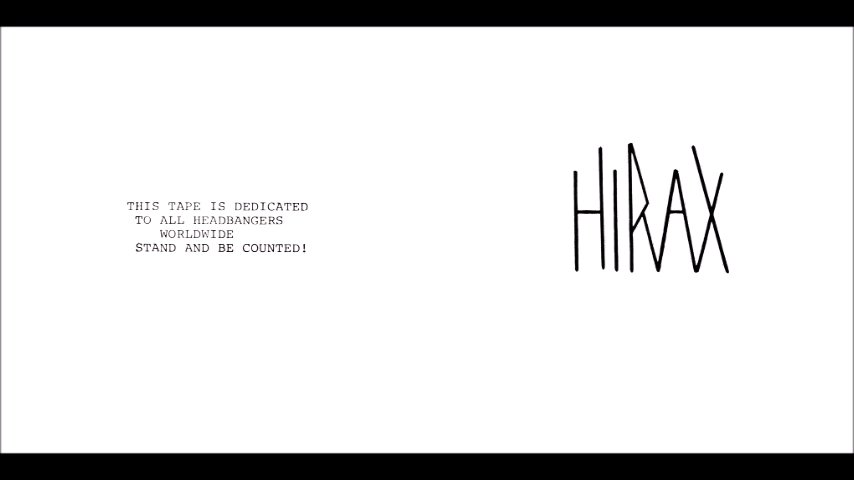 THIS TAPE IS DEDICATED
TO ALL HEADBANGERS
WORLDWIDE
STAND AND BE COUNTED!
HIRAX